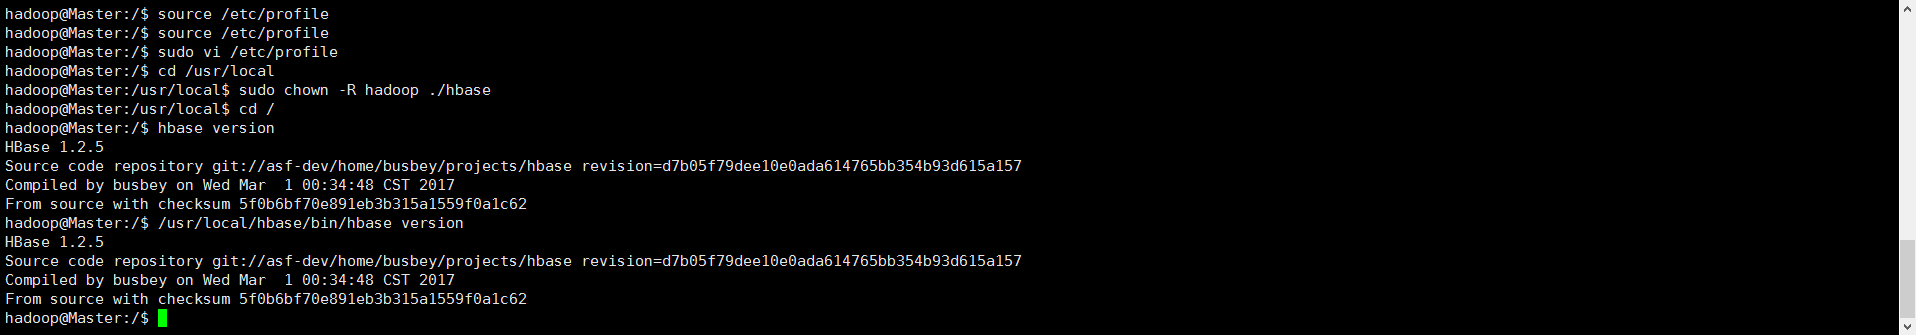 hadoop@Master:/$ source /etc/profile
hadoop@Master:/$ source /etc/profile
hadoop@Master:/$ sudo vi /etc/profile
hadoop@Master:/$ cd /usr/local
hadoop@Master:/usr/local$ sudo chown -R hadoop ./hbase
hadoop@Master:/usr/local$ cd /
hadoop@Master:/$ hbase version
HBase 1.2.5
Source code repository git://asf-dev/home/busbey/projects/hbase revision=d7b05f79dee10e0ada614765bb354b93d615a157
Compiled by busbey on Wed Mar  1 00:34:48 CST 2017
From source with checksum 5f0b6bf70e891eb3b315a1559f0a1c62
hadoop@Master:/$ /usr/local/hbase/bin/hbase version
HBase 1.2.5
Source code repository git://asf-dev/home/busbey/projects/hbase revision=d7b05f79dee10e0ada614765bb354b93d615a157
Compiled by busbey on Wed Mar  1 00:34:48 CST 2017
From source with checksum 5f0b6bf70e891eb3b315a1559f0a1c62
hadoop@Master:/$